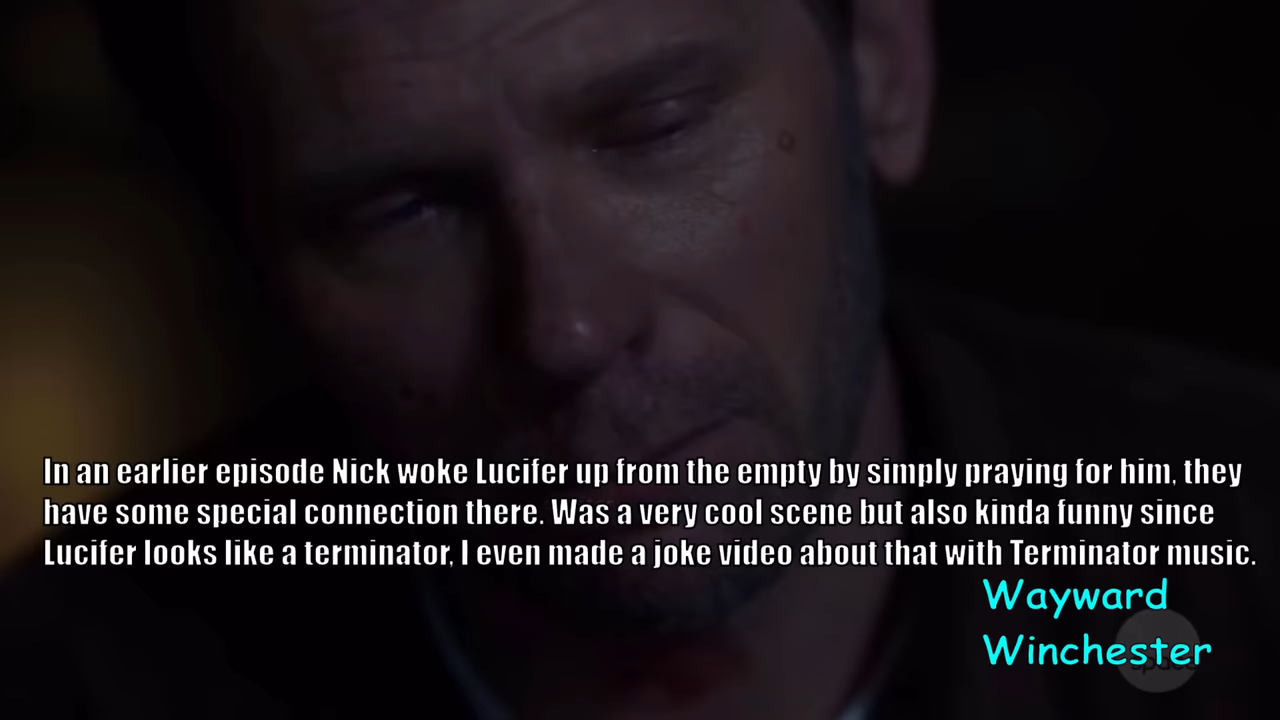 In an earlier episode Nick woke Lucifer up from the empty by simply praying for him, they
have some special connection there. Was a very cool scene but also kinda funny since
Lucifer looks like a terminator, I even made a joke video about that with Terminator music.
Wayward
Winchester